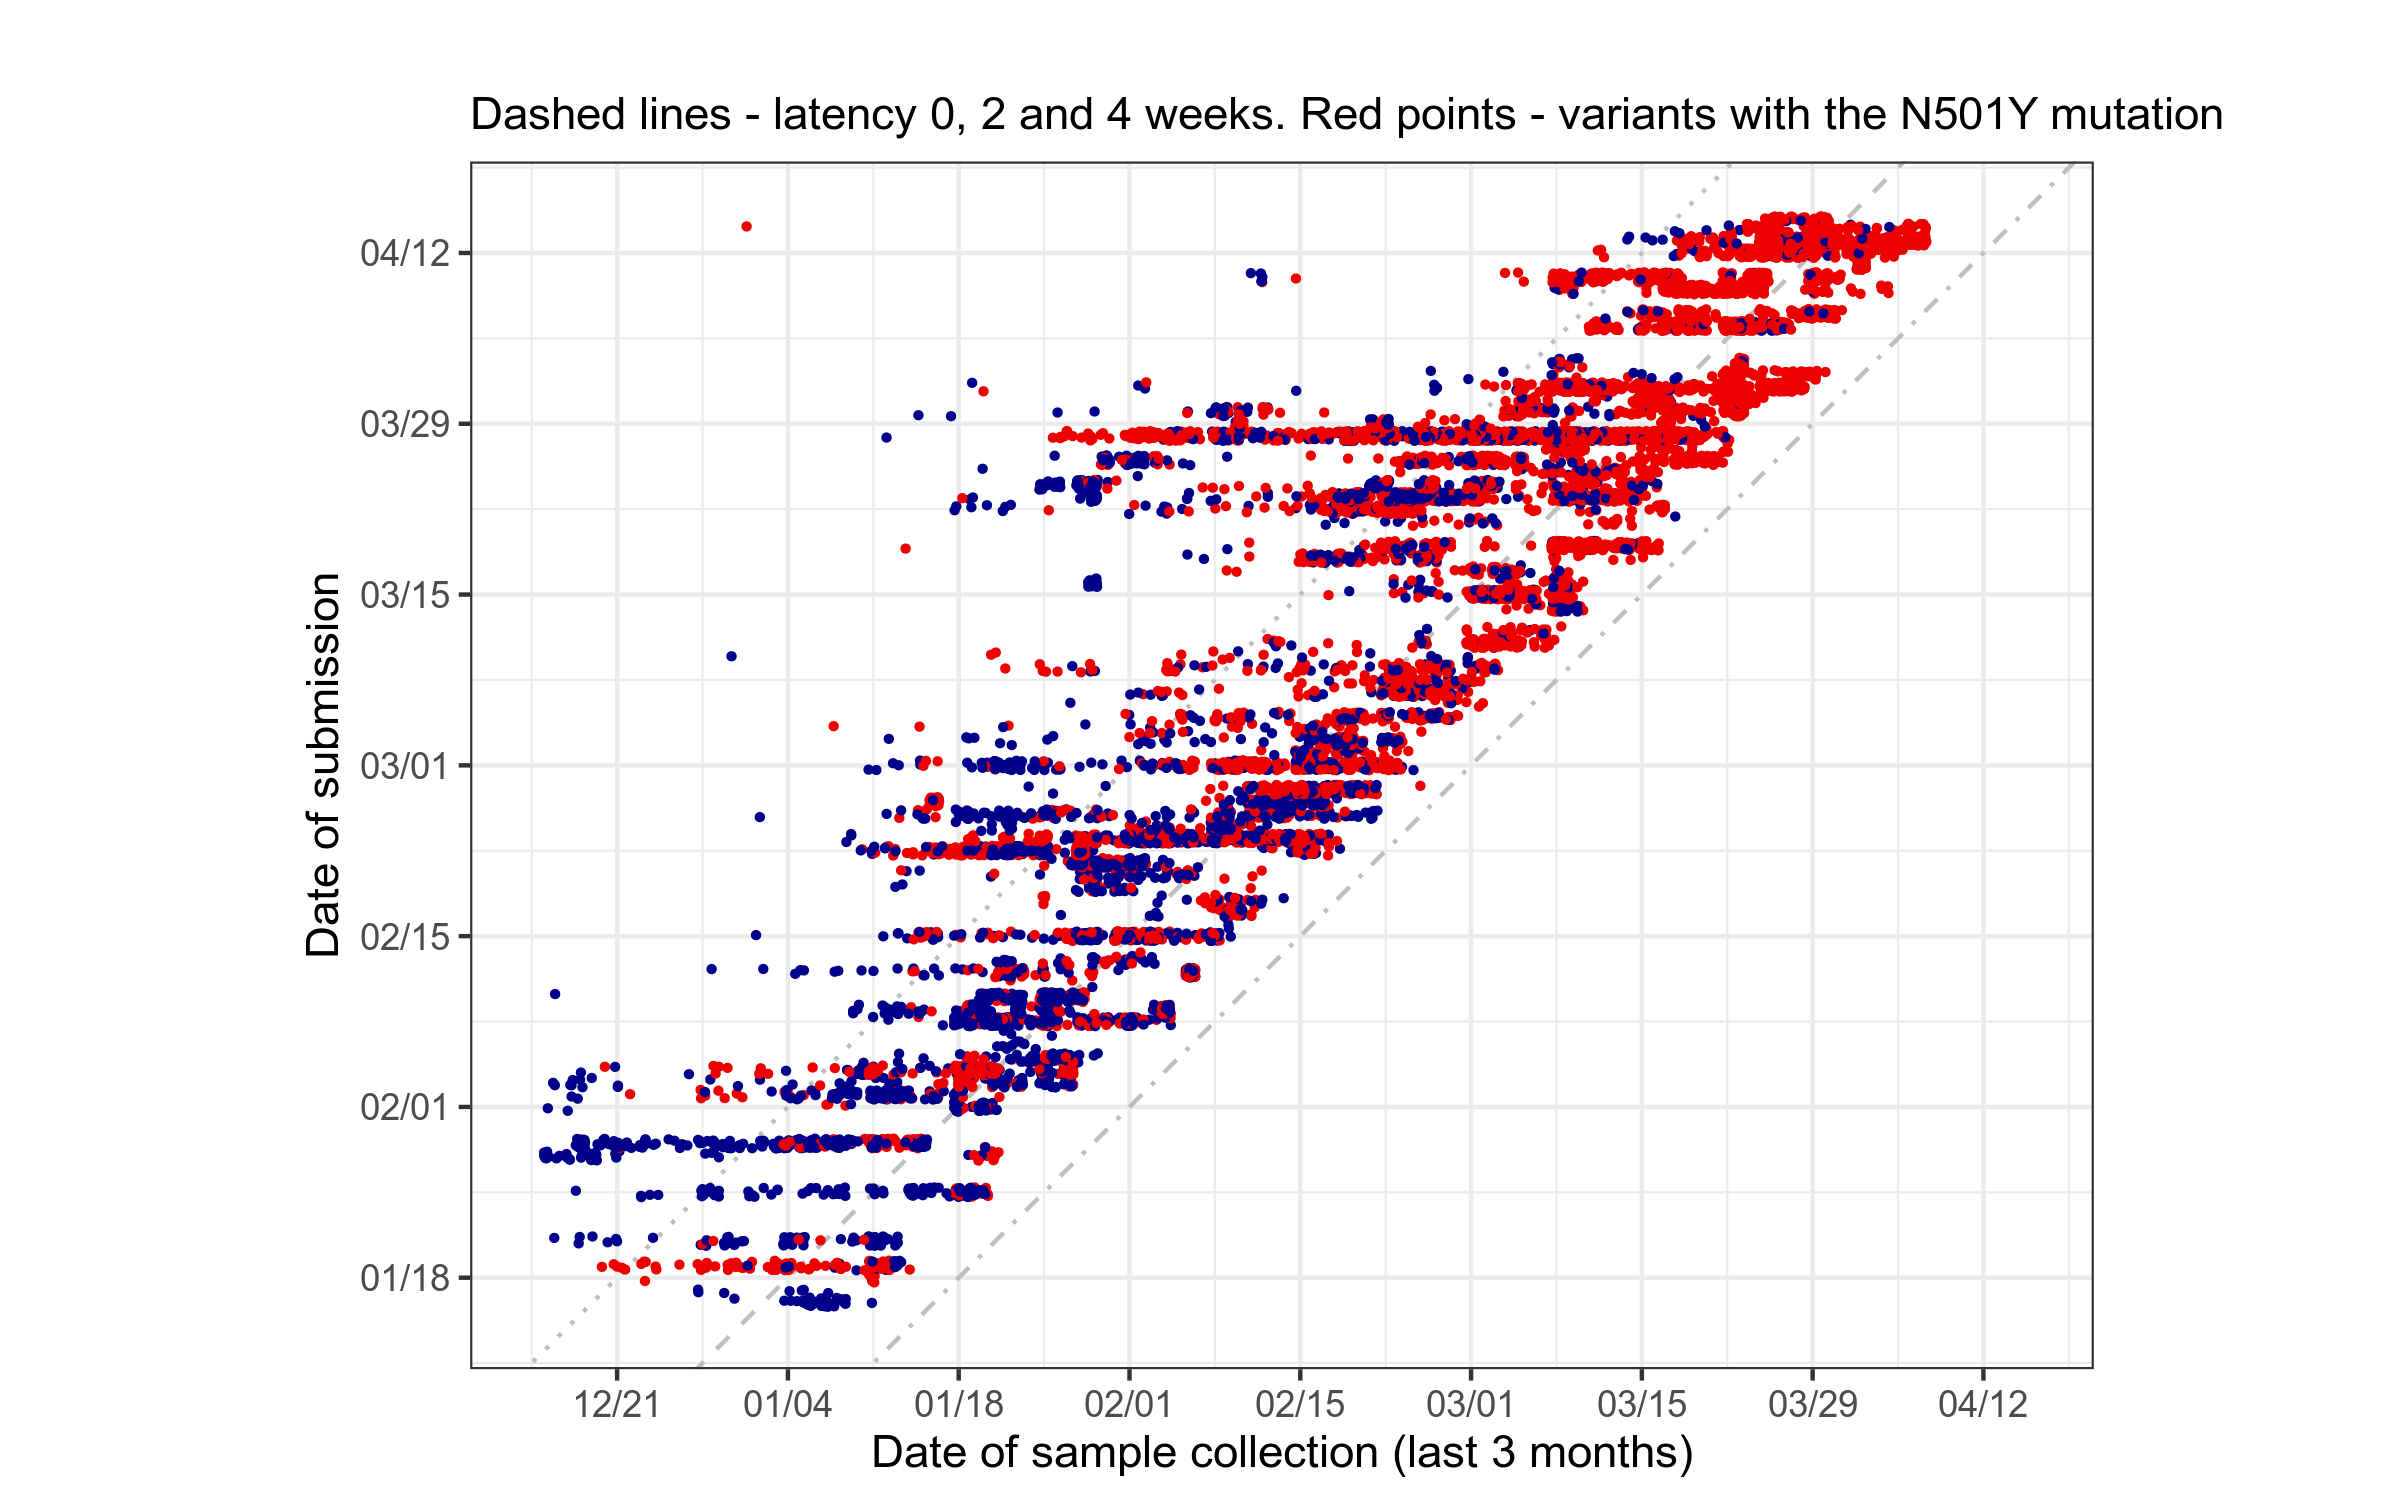 Dashed lines - latency 0, 2 and 4 weeks. Red points - variants with the N501Y mutation
Date of submission
04/12
03/29
03/15
03/01
02/15
02/01
01/18
12/21 01/04 01/18 02/01 02/15 03/01 03/15 03/29 04/12
Date of sample collection (last 3 months)